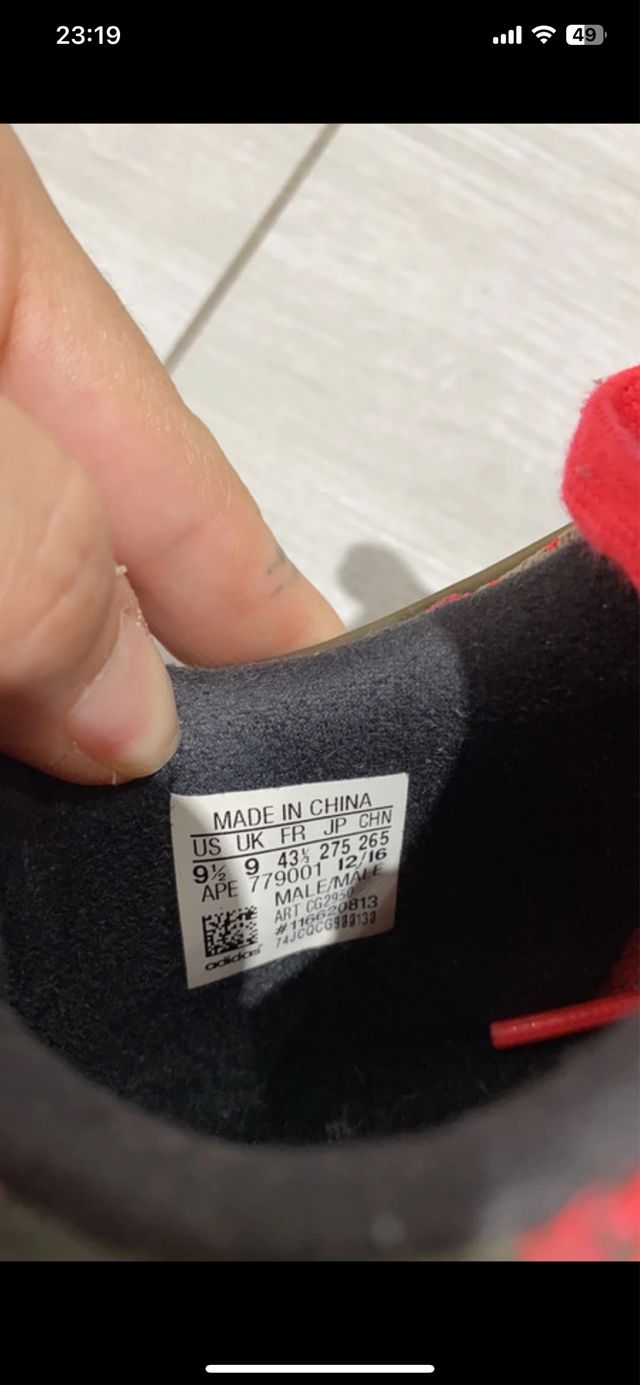 23:19
49
MADE IN CHINA
US UK FR JP CHN
9½ 9 43⅓ 275 265
APE 779001 12/16
MALE/MALE
ART CG2950
#116620813
adidas